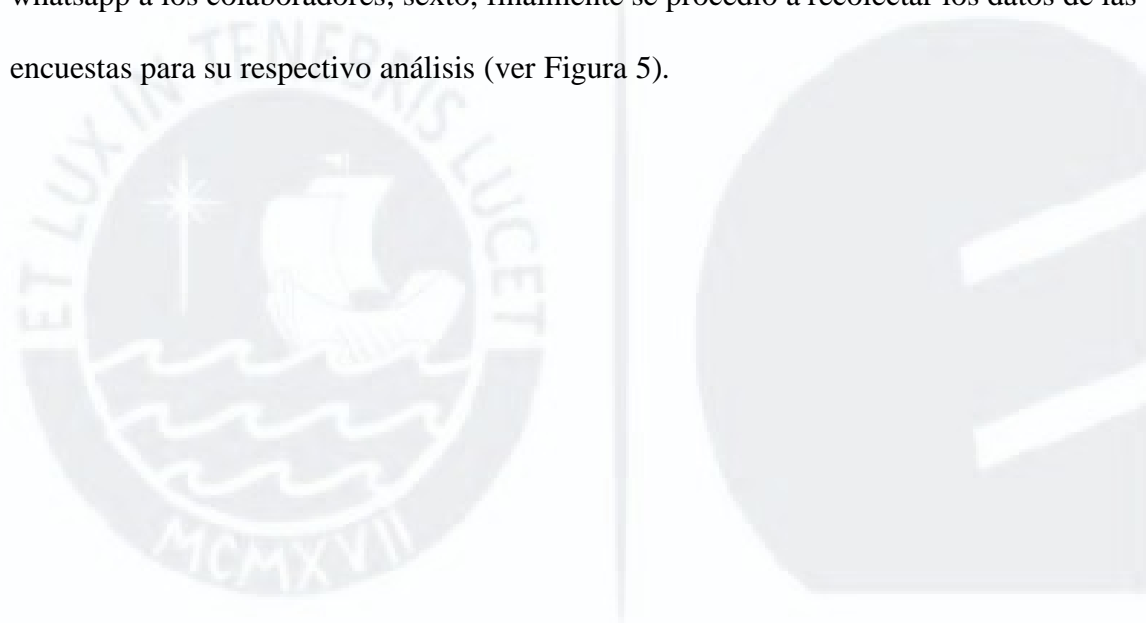 whatsapp a los colaboradores; sexto, finalmente se procedió a recolectar los datos de las
encuestas para su respectivo análisis (ver Figura 5).
ET LUX IN TENEBRIS LUCET
MCMXVII